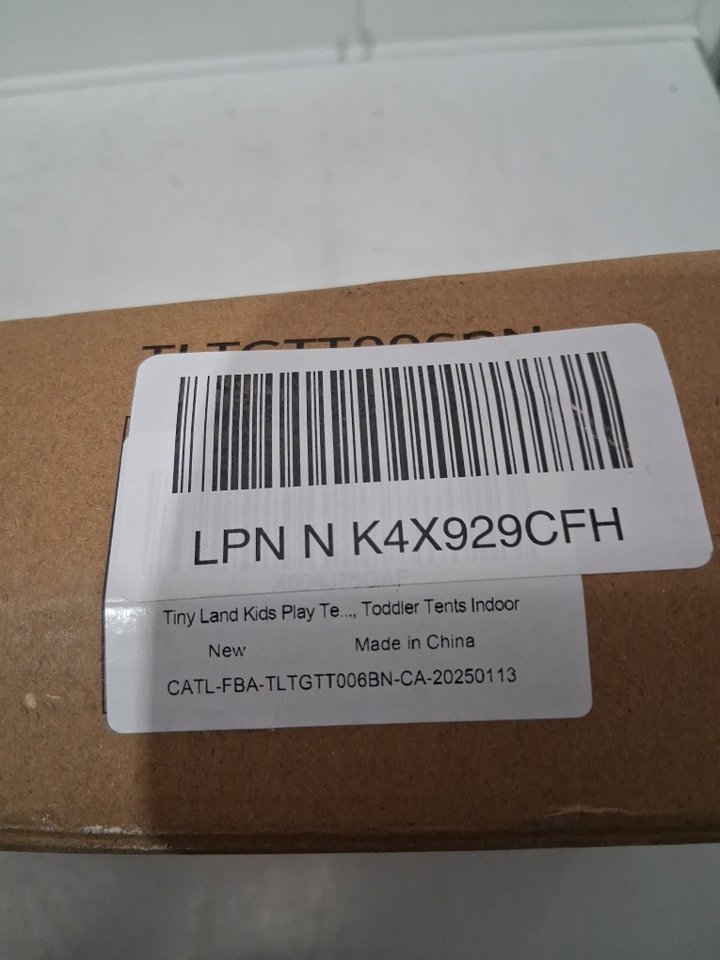 TLTGTT006BN
LPN N K4X929CFH
Tiny Land Kids Play Te..., Toddler Tents Indoor
New Made in China
CATL-FBA-TLTGTT006BN-CA-20250113